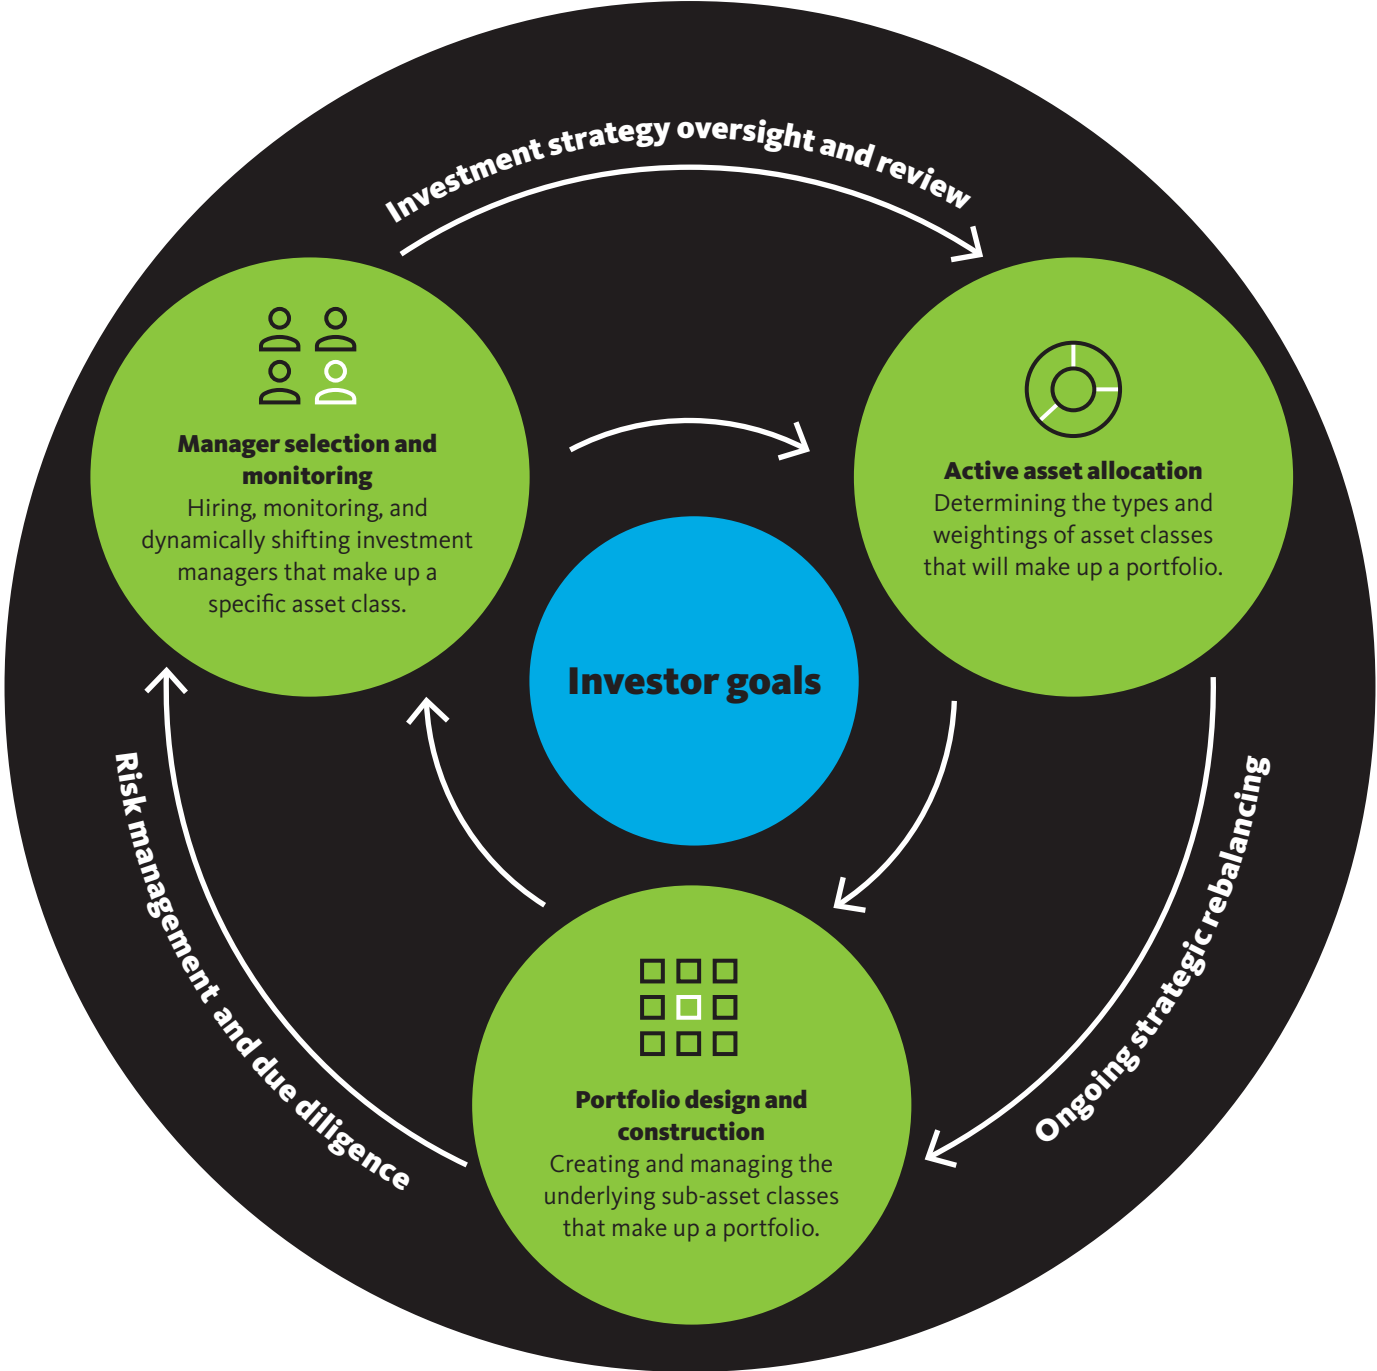 Investment strategy oversight and review
Manager selection and
monitoring
Hiring, monitoring, and
dynamically shifting investment
managers that make up a
specific asset class.
Active asset allocation
Determining the types and
weightings of asset classes
that will make up a portfolio.
Investor goals
Risk management and due diligence
Ongoing strategic rebalancing
Portfolio design and
construction
Creating and managing the
underlying sub-asset classes
that make up a portfolio.